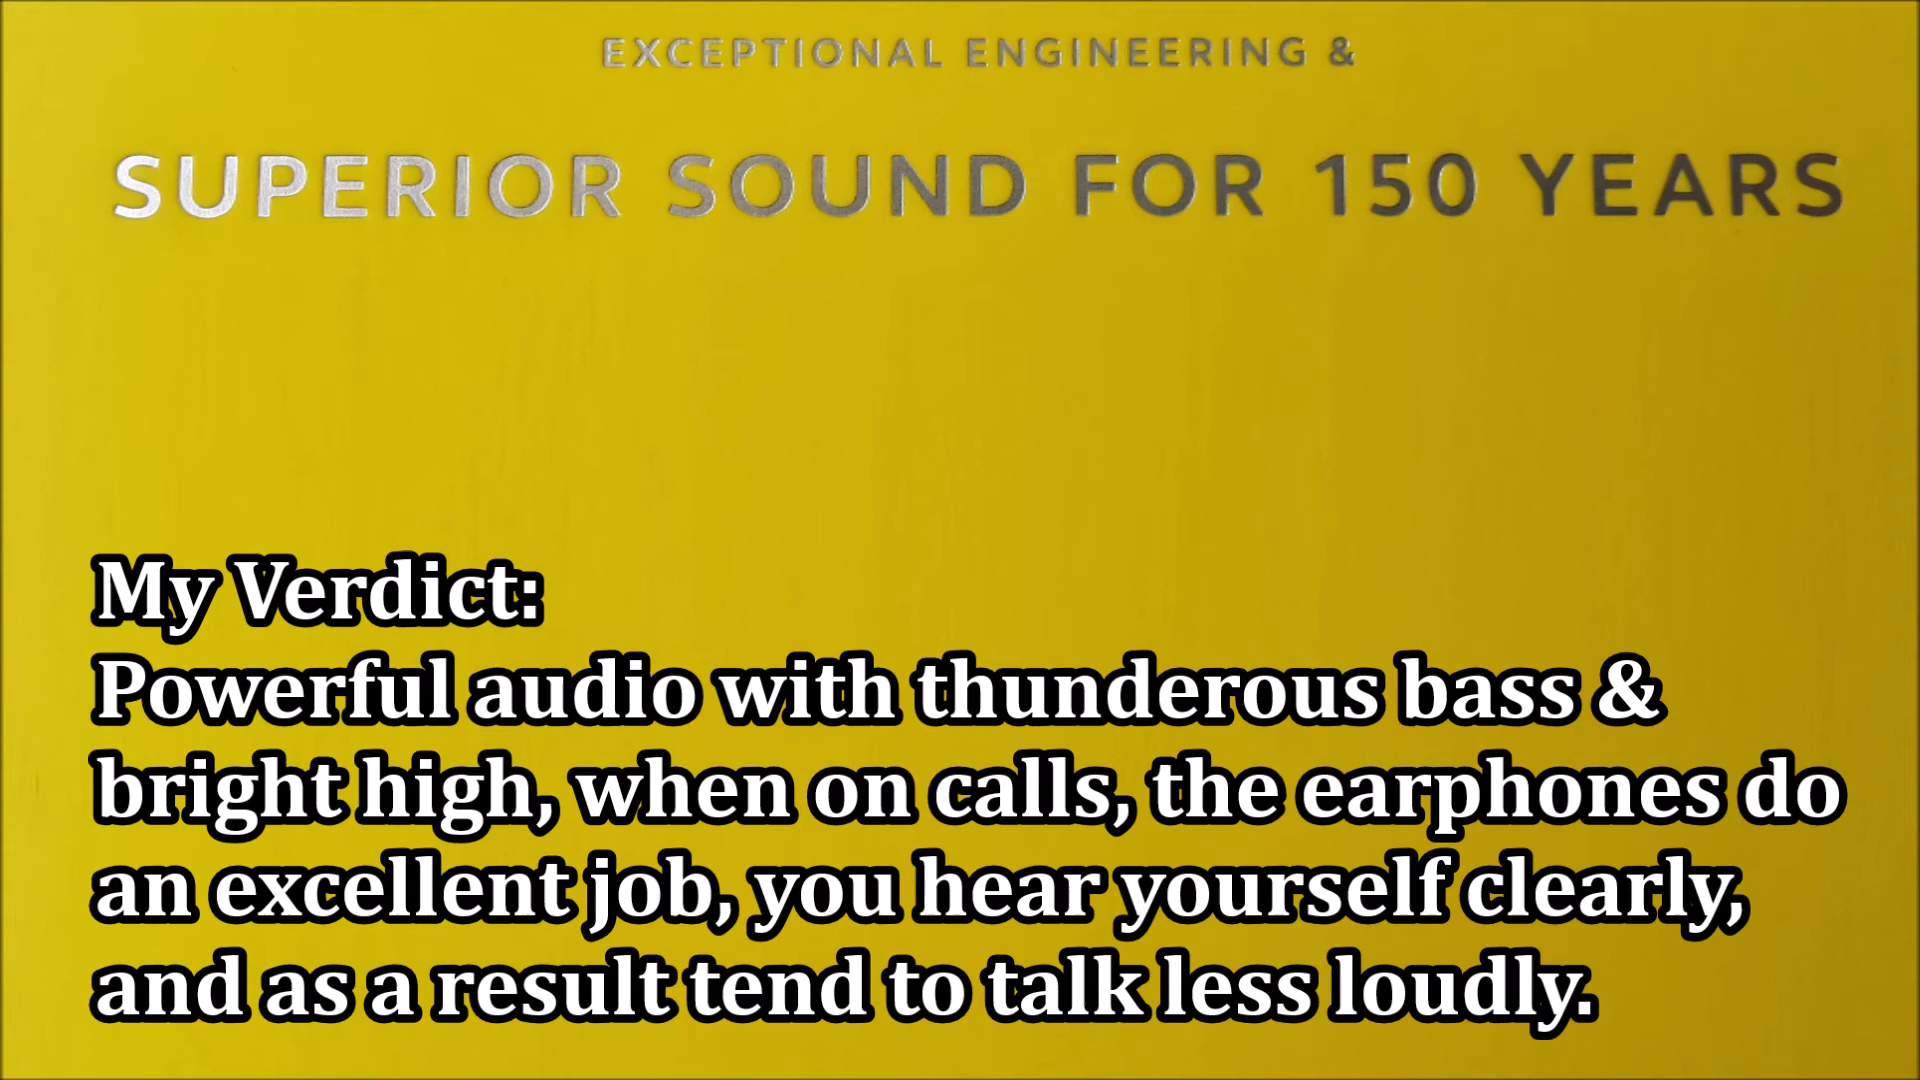 EXCEPTIONAL ENGINEERING &
SUPERIOR SOUND FOR 150 YEARS
My Verdict:
Powerful audio with thunderous bass &
bright high, when on calls, the earphones do
an excellent job, you hear yourself clearly,
and as a result tend to talk less loudly.